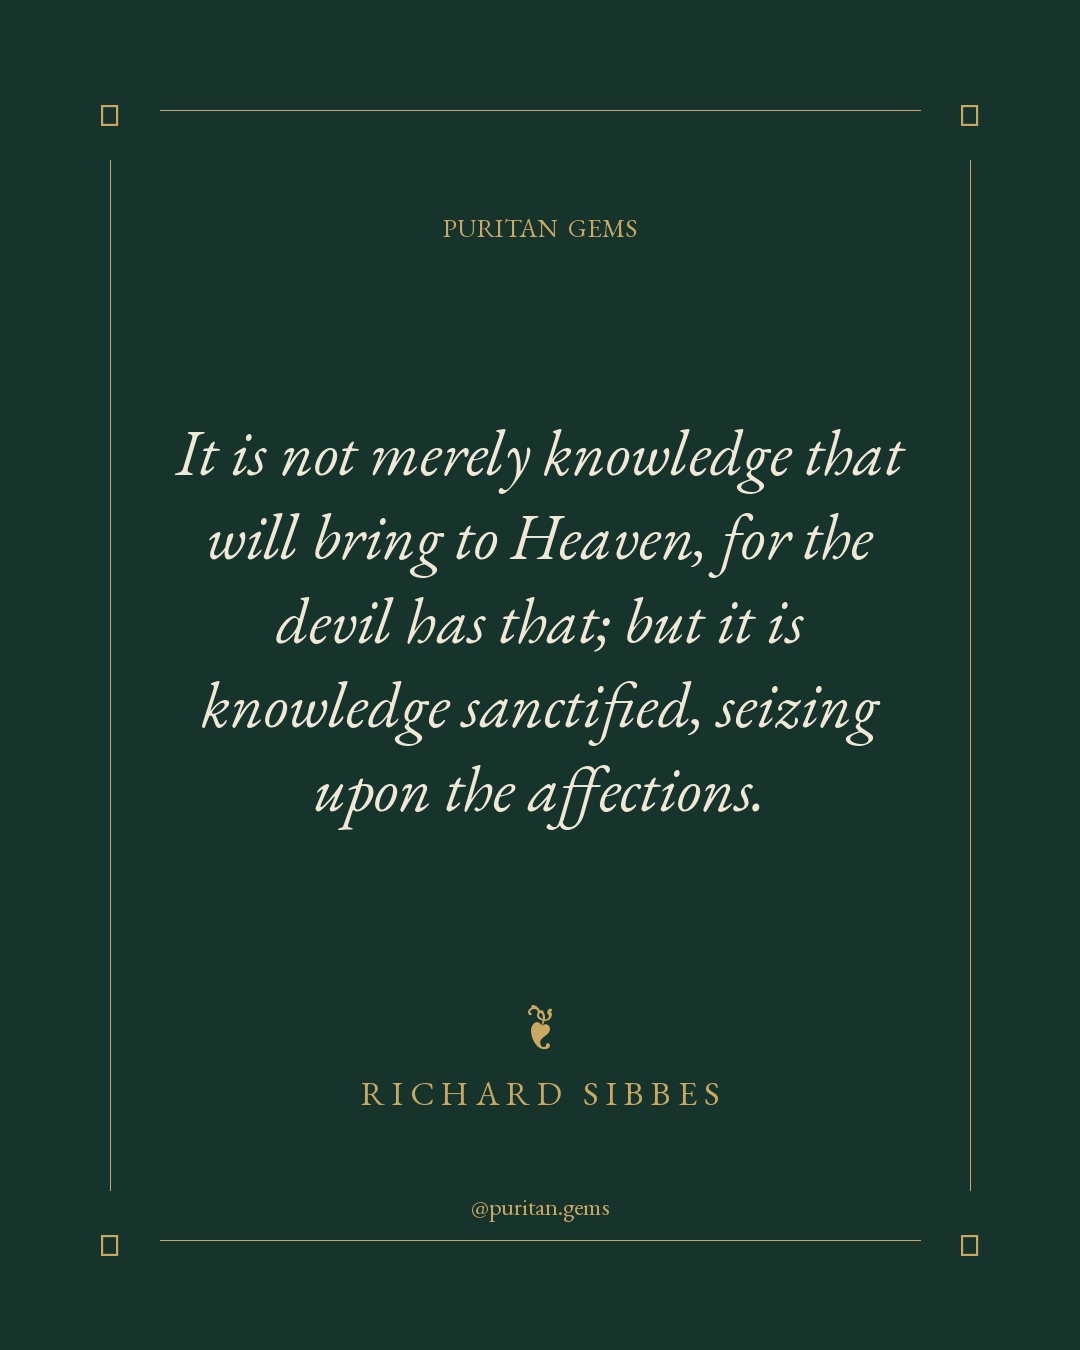 PURITAN GEMS
It is not merely knowledge that
will bring to Heaven, for the
devil has that; but it is
knowledge sanctified, seizing
upon the affections.
❦
RICHARD SIBBES
@puritan.gems